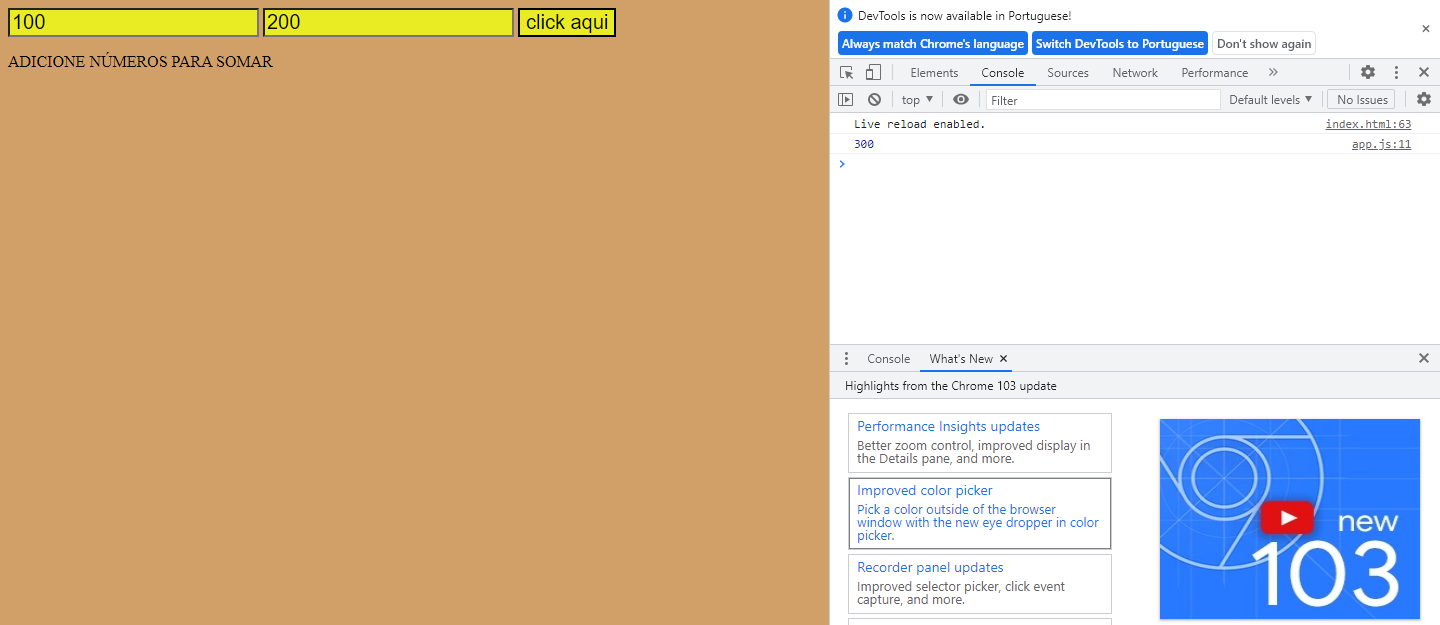 100 200 click aqui
ADICIONE NÚMEROS PARA SOMAR
DevTools is now available in Portuguese!
Always match Chrome's language Switch DevTools to Portuguese Don't show again
Elements Console Sources Network Performance
top Filter Default levels No Issues
Live reload enabled. index.html:63
300 app.js:11
Console What's New
Highlights from the Chrome 103 update
Performance Insights updates
Better zoom control, improved display in
the Details pane, and more.
Improved color picker
Pick a color outside of the browser
window with the new eye dropper in color
picker.
Recorder panel updates
Improved selector picker, click event
capture, and more.
new
103